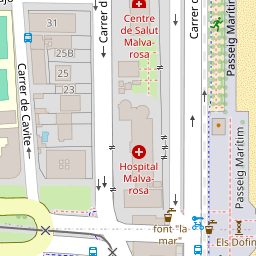 31
Centre
de Salut
Malva-
rosa
25B
25
23
Carrer de Cavite
Carrer d
Carrer d
Passeig Marítim
Hospital
Malva-
rosa
Passeig Marítim
font "la
mar"
Els Dofin